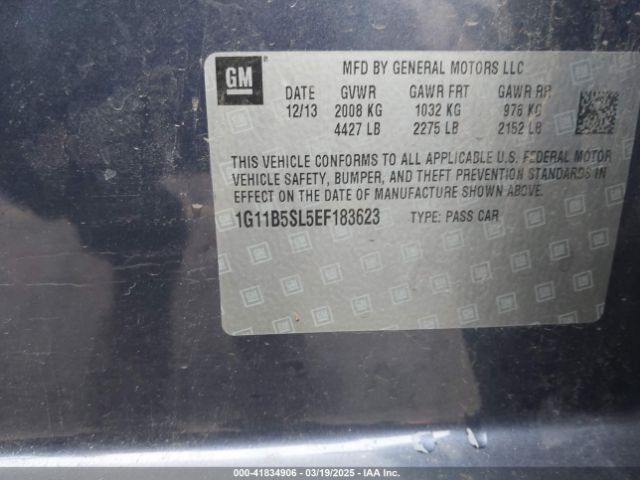 GM
MFD BY GENERAL MOTORS LLC
DATE GVWR GAWR FRT GAWR RR
12/13 2008 KG 1032 KG 976 KG
4427 LB 2275 LB 2152 LB
THIS VEHICLE CONFORMS TO ALL APPLICABLE U.S. FEDERAL MOTOR
VEHICLE SAFETY, BUMPER, AND THEFT PREVENTION STANDARDS IN
EFFECT ON THE DATE OF MANUFACTURE SHOWN ABOVE.
1G11B5SL5EF183623 TYPE: PASS CAR
000-41834906 / 03/19/2025 - IAA Inc.